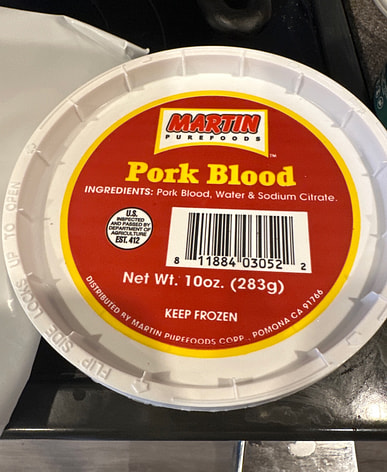 MARTIN
PUREFOODS
™
Pork Blood
INGREDIENTS: Pork Blood, Water & Sodium Citrate.
U.S.
INSPECTED
AND PASSED BY
DEPARTMENT OF
AGRICULTURE
EST. 412
8 11884 03052 2
Net Wt. 10oz. (283g)
KEEP FROZEN
DISTRIBUTED BY MARTIN PUREFOODS CORP., POMONA CA 91766
FLIP SIDE LOCKS UP TO OPEN